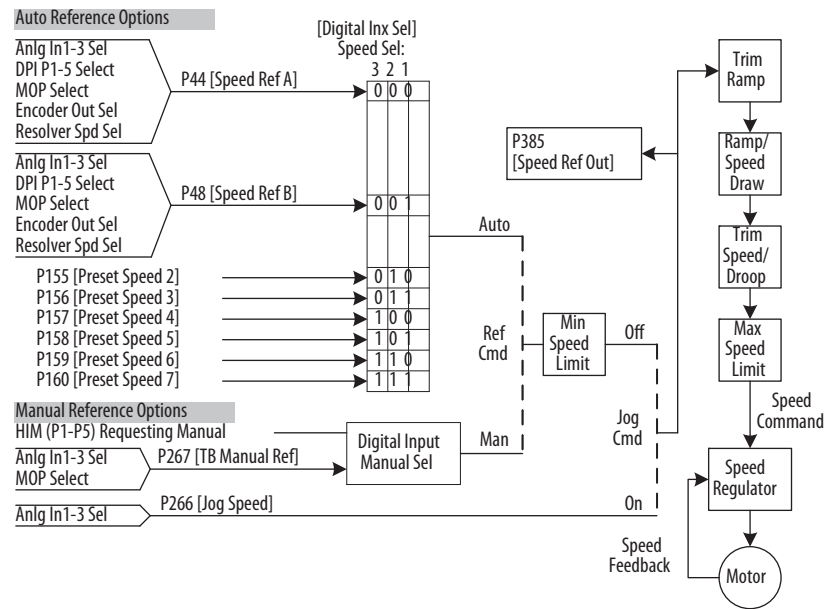 Auto Reference Options
Anlg In1-3 Sel
DPI P1-5 Select
MOP Select
Encoder Out Sel
Resolver Spd Sel
P44 [Speed Ref A]
[Digital Inx Sel]
Speed Sel:
3 2 1
0 0 0
Anlg In1-3 Sel
DPI P1-5 Select
MOP Select
Encoder Out Sel
Resolver Spd Sel
P48 [Speed Ref B]
0 0 1
P155 [Preset Speed 2]
0 1 0
P156 [Preset Speed 3]
0 1 1
P157 [Preset Speed 4]
1 0 0
P158 [Preset Speed 5]
1 0 1
P159 [Preset Speed 6]
1 1 0
P160 [Preset Speed 7]
1 1 1
Manual Reference Options
HIM (P1-P5) Requesting Manual
Anlg In1-3 Sel
MOP Select
P267 [TB Manual Ref]
Digital Input
Manual Sel
Anlg In1-3 Sel
P266 [Jog Speed]
Auto
Ref
Cmd
Man
Min
Speed
Limit
Off
Jog
Cmd
On
P385
[Speed Ref Out]
Trim
Ramp
Ramp/
Speed
Draw
Trim
Speed/
Droop
Max
Speed
Limit
Speed
Command
Speed
Regulator
Speed
Feedback
Motor